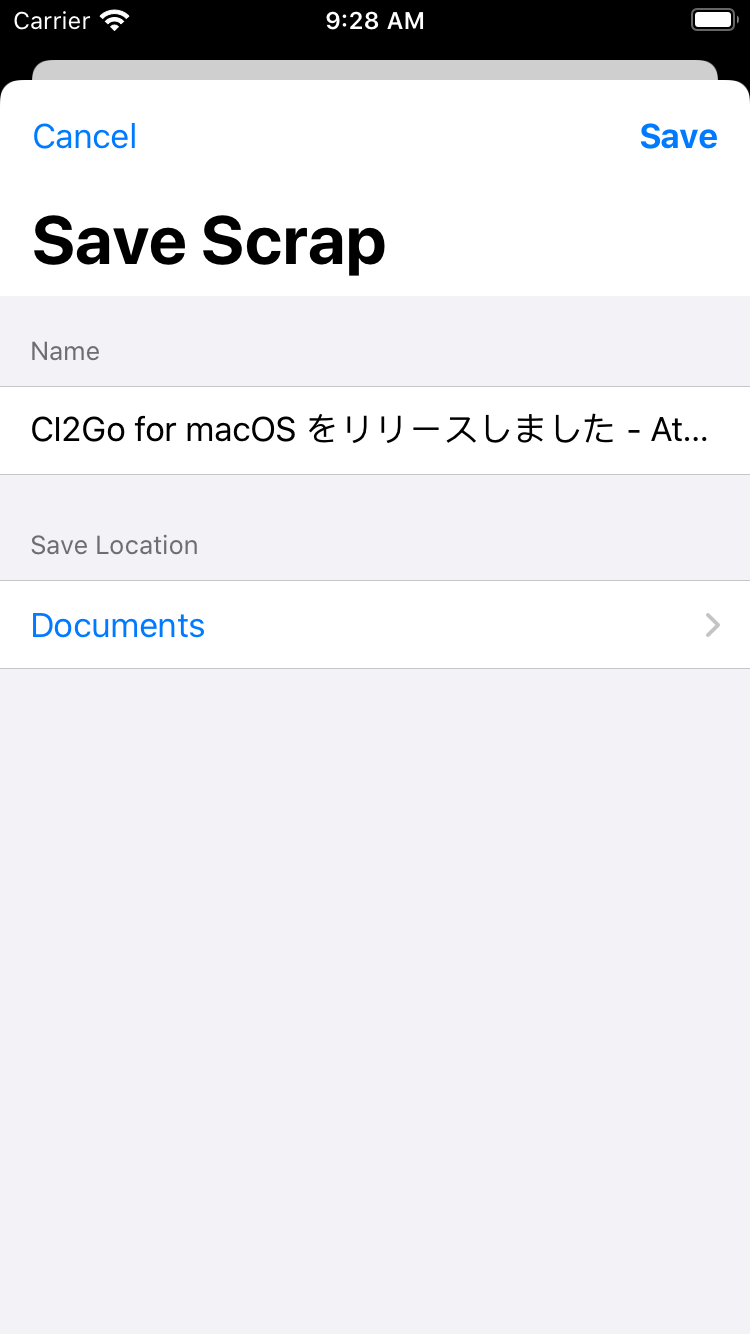 Carrier
9:28 AM
Cancel
Save
Save Scrap
Name
CI2Go for macOS をリリースしました - At...
Save Location
Documents